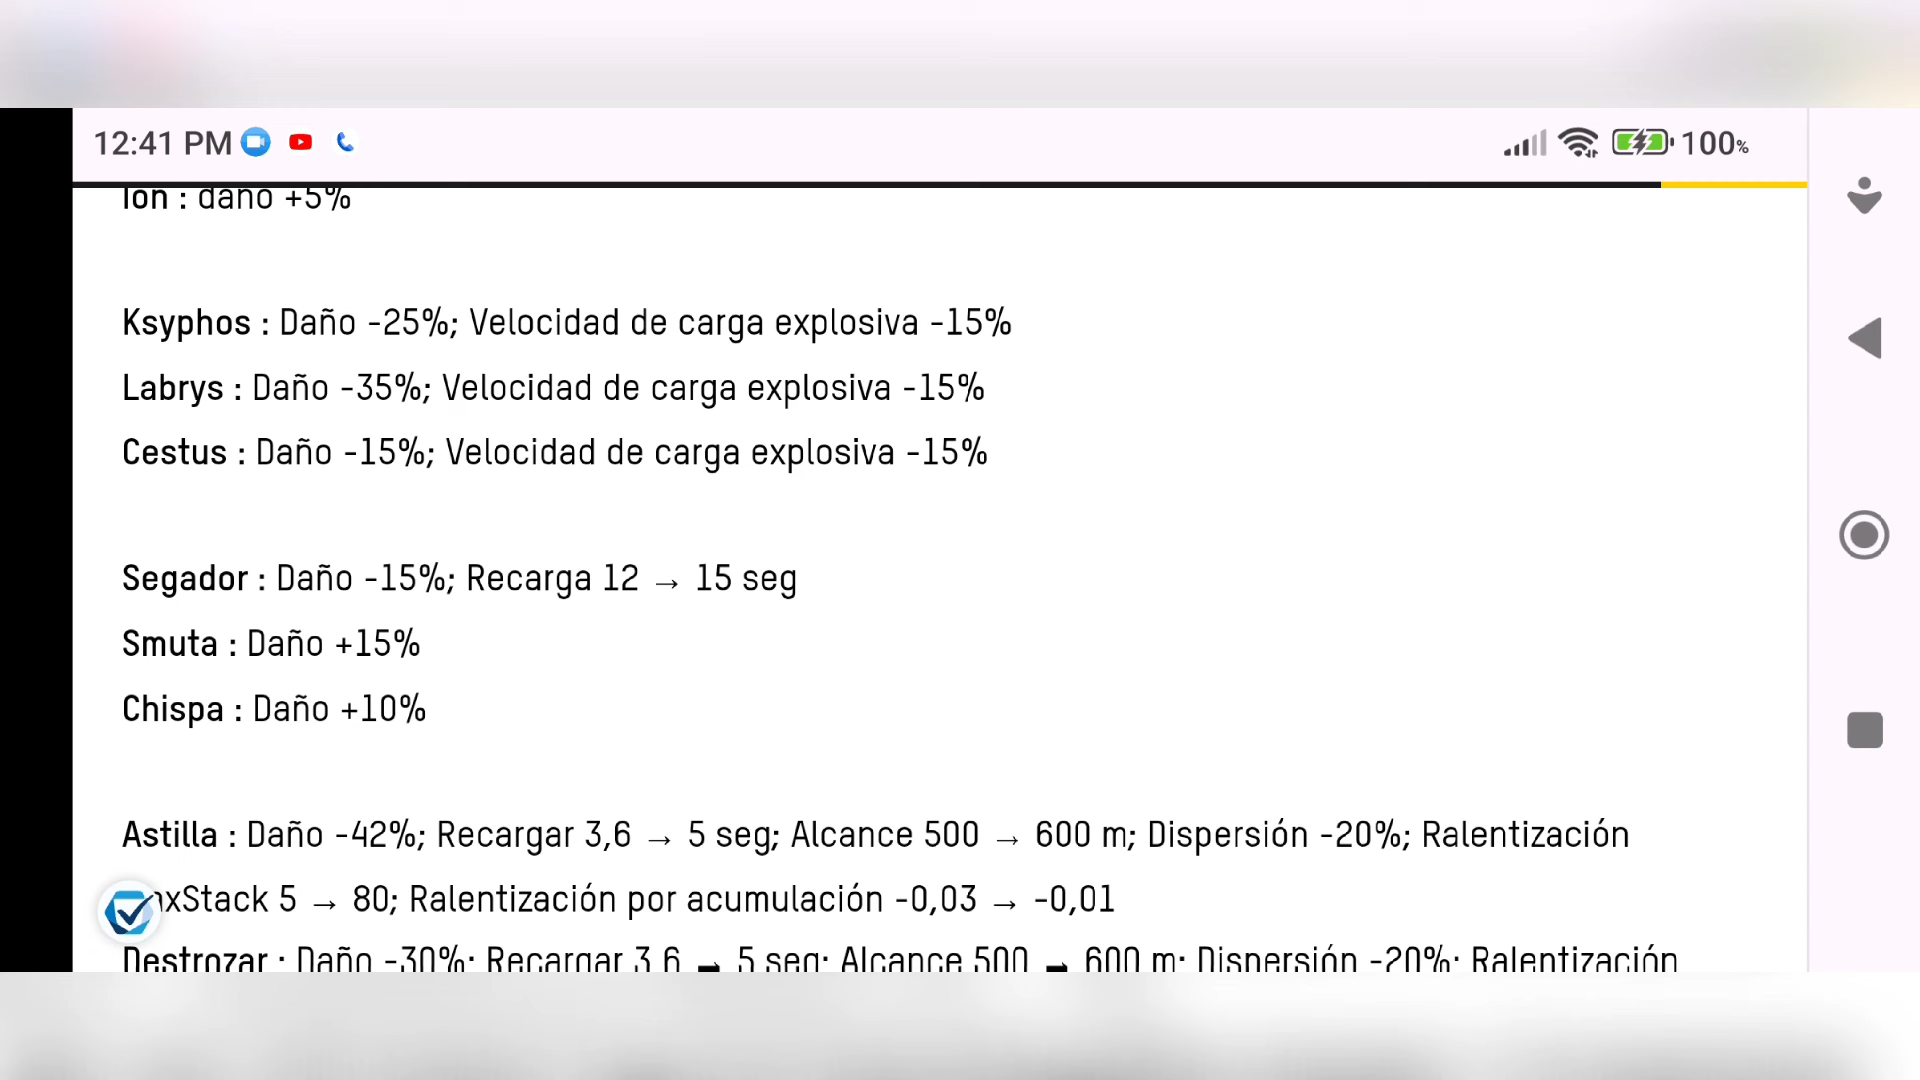 12:41 PM
100%
Ion : daño +5%
Ksyphos : Daño -25%; Velocidad de carga explosiva -15%
Labrys : Daño -35%; Velocidad de carga explosiva -15%
Cestus : Daño -15%; Velocidad de carga explosiva -15%
Segador : Daño -15%; Recarga 12 → 15 seg
Smuta : Daño +15%
Chispa : Daño +10%
Astilla : Daño -42%; Recargar 3,6 → 5 seg; Alcance 500 → 600 m; Dispersión -20%; Ralentización
xStack 5 → 80; Ralentización por acumulación -0,03 → -0,01
Destrozar : Daño -30%; Recargar 3,6 → 5 seg; Alcance 500 → 600 m; Dispersión -20%; Ralentización